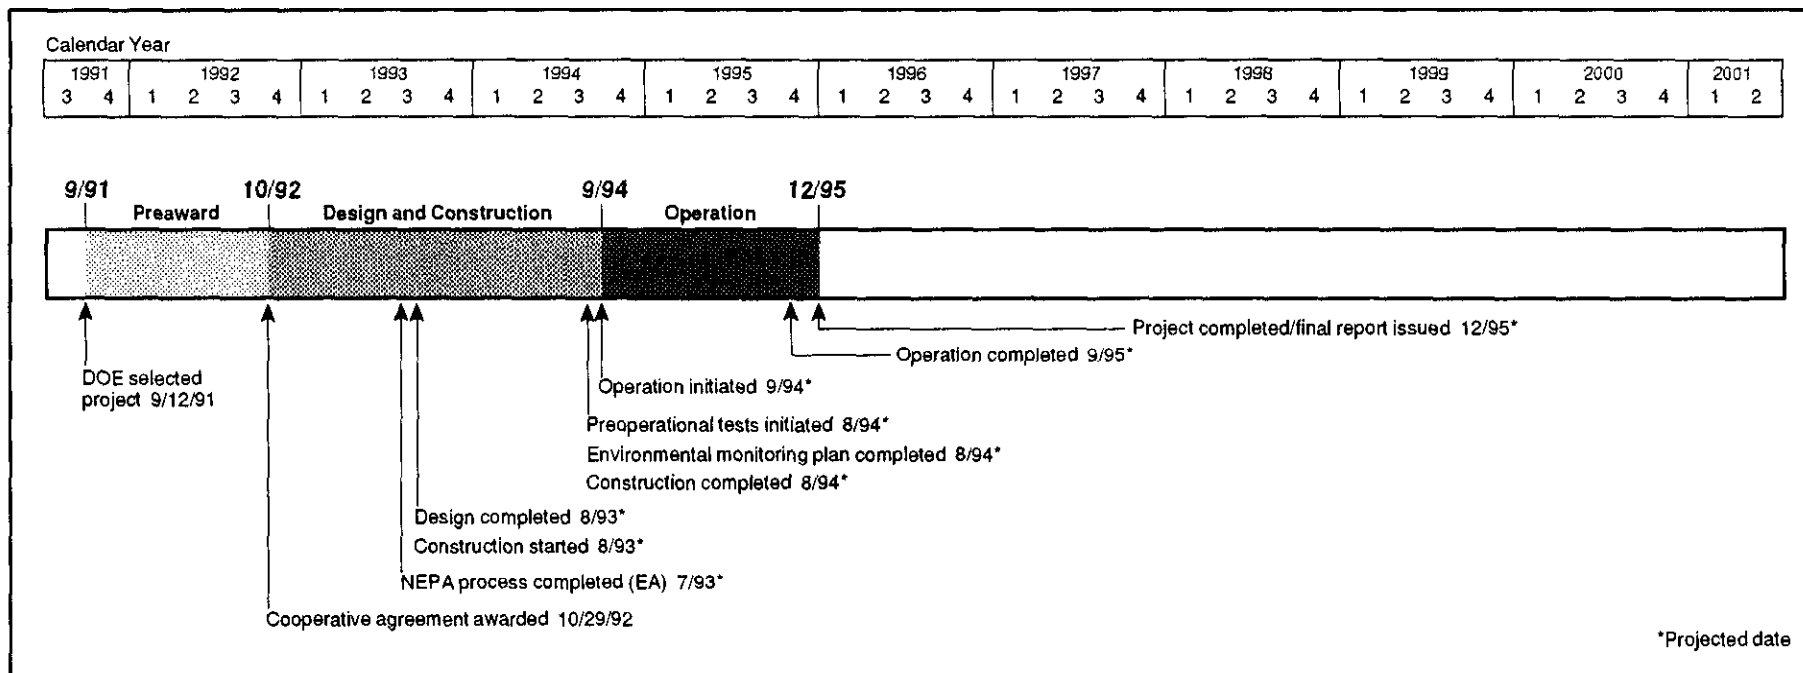 Calendar Year
1991 1992 1993 1994 1995 1996 1997 1998 1999 2000 2001
3 4 1 2 3 4 1 2 3 4 1 2 3 4 1 2 3 4 1 2 3 4 1 2 3 4 1 2 3 4 1 2 3 4 1 2 3 4 1 2
9/91 10/92 9/94 12/95
Preaward Design and Construction Operation
Project completed/final report issued 12/95*
Operation completed 9/95*
DOE selected
project 9/12/91
Operation initiated 9/94*
Preoperational tests initiated 8/94*
Environmental monitoring plan completed 8/94*
Construction completed 8/94*
Design completed 8/93*
Construction started 8/93*
NEPA process completed (EA) 7/93*
Cooperative agreement awarded 10/29/92
*Projected date